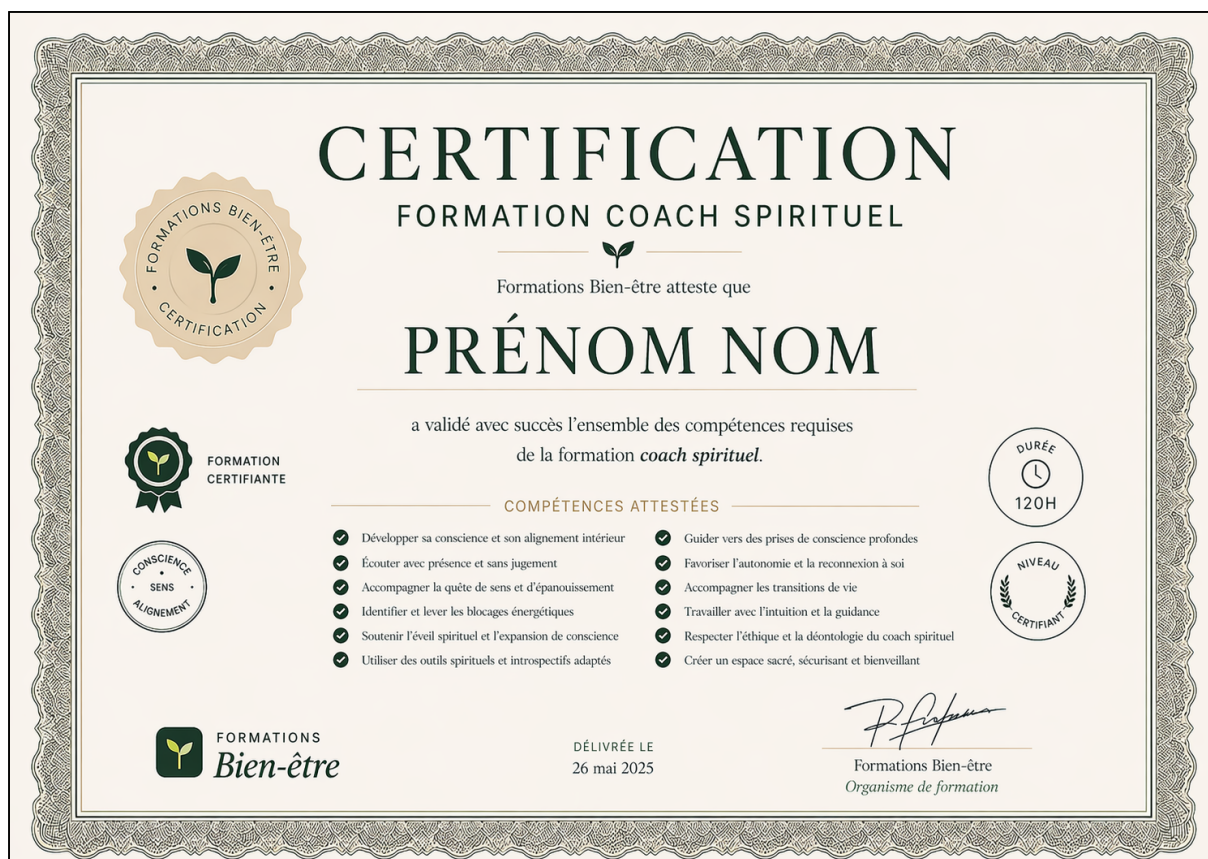 CERTIFICATION
FORMATION COACH SPIRITUEL
FORMATIONS BIEN-ÊTRE
CERTIFICATION
Formations Bien-être atteste que
PRÉNOM NOM
a validé avec succès l'ensemble des compétences requises
de la formation coach spirituel.
FORMATION
CERTIFIANTE
CONSCIENCE
SENS
ALIGNEMENT
DURÉE
120H
NIVEAU
CERTIFIANT
COMPÉTENCES ATTESTÉES
Développer sa conscience et son alignement intérieur
Écouter avec présence et sans jugement
Accompagner la quête de sens et d'épanouissement
Identifier et lever les blocages énergétiques
Soutenir l'éveil spirituel et l'expansion de conscience
Utiliser des outils spirituels et introspectifs adaptés
Guider vers des prises de conscience profondes
Favoriser l'autonomie et la reconnexion à soi
Accompagner les transitions de vie
Travailler avec l'intuition et la guidance
Respecter l'éthique et la déontologie du coach spirituel
Créer un espace sacré, sécurisant et bienveillant
FORMATIONS
Bien-être
DÉLIVRÉE LE
26 mai 2025
Formations Bien-être
Organisme de formation